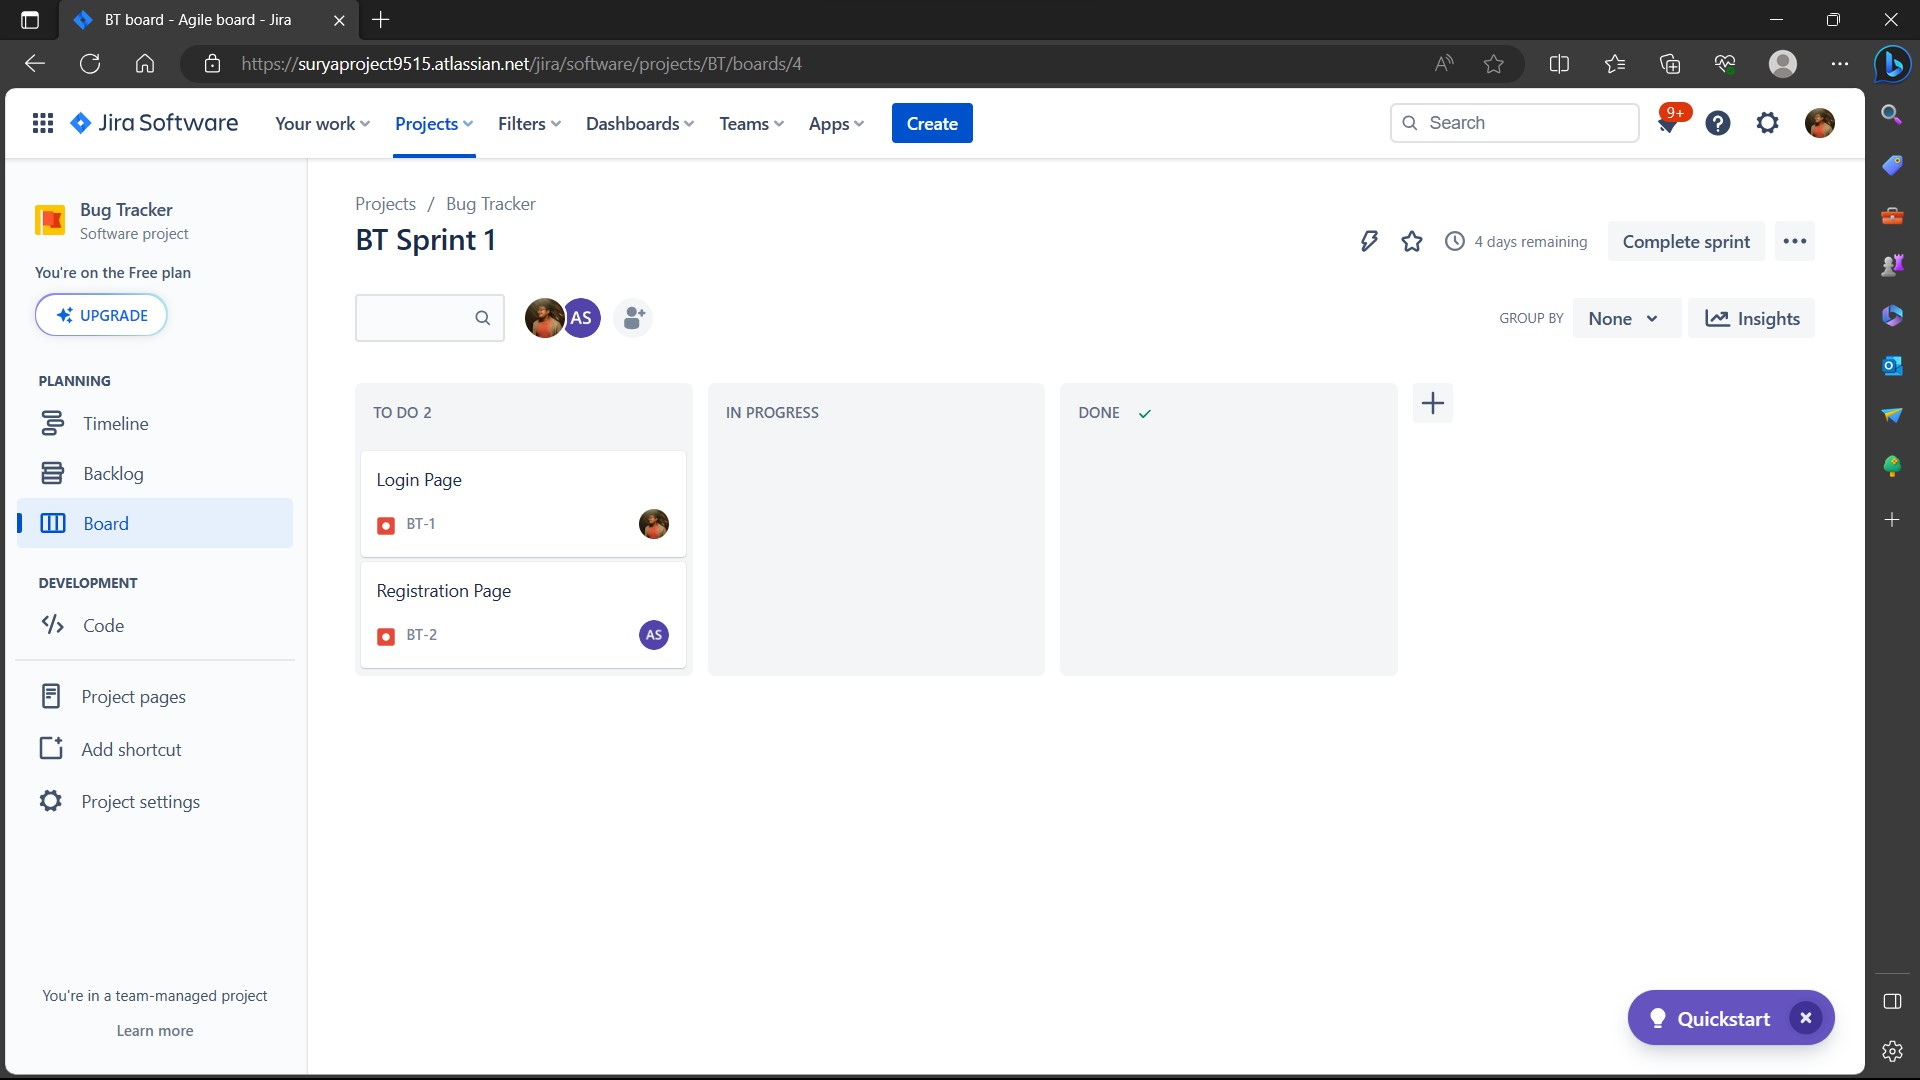 BT board - Agile board - Jira
https://suryaproject9515.atlassian.net/jira/software/projects/BT/boards/4
Jira Software
Your work
Projects
Filters
Dashboards
Teams
Apps
Create
Search
9+
Bug Tracker
Software project
You're on the Free plan
UPGRADE
PLANNING
Timeline
Backlog
Board
DEVELOPMENT
Code
Project pages
Add shortcut
Project settings
You're in a team-managed project
Learn more
Projects / Bug Tracker
BT Sprint 1
4 days remaining
Complete sprint
AS
GROUP BY
None
Insights
TO DO 2
Login Page
BT-1
Registration Page
BT-2
AS
IN PROGRESS
DONE
Quickstart